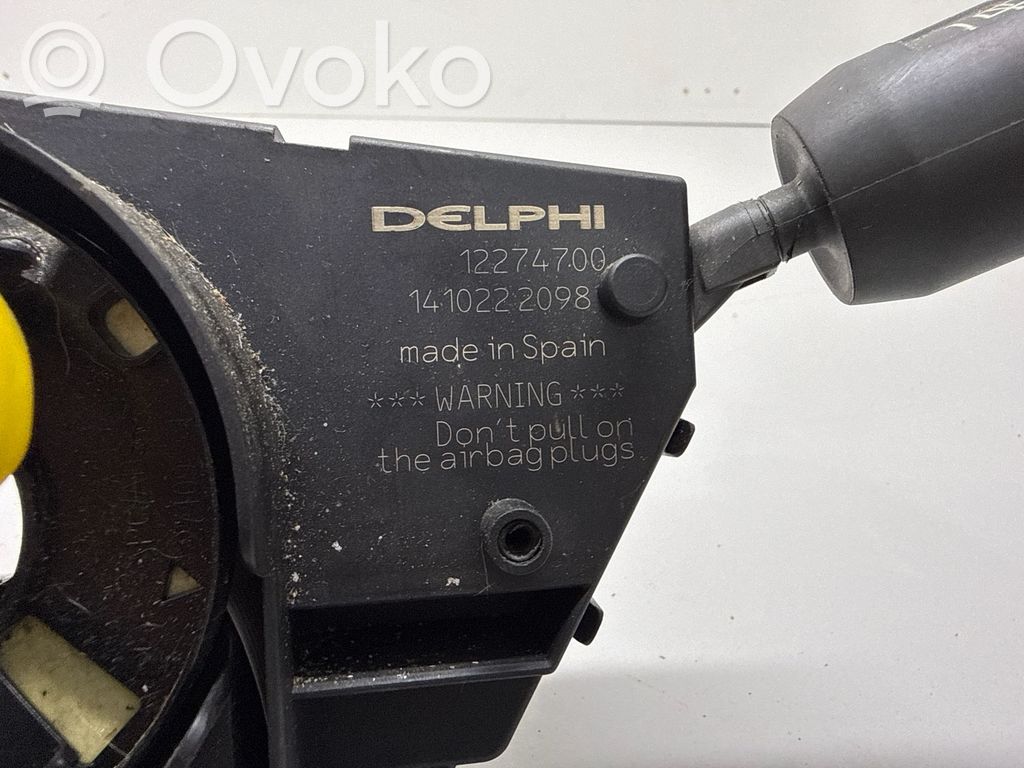 Ovoko
DELPHI
12274700
1410222098
made in Spain
*** WARNING ***
Don't pull on
the airbag plugs